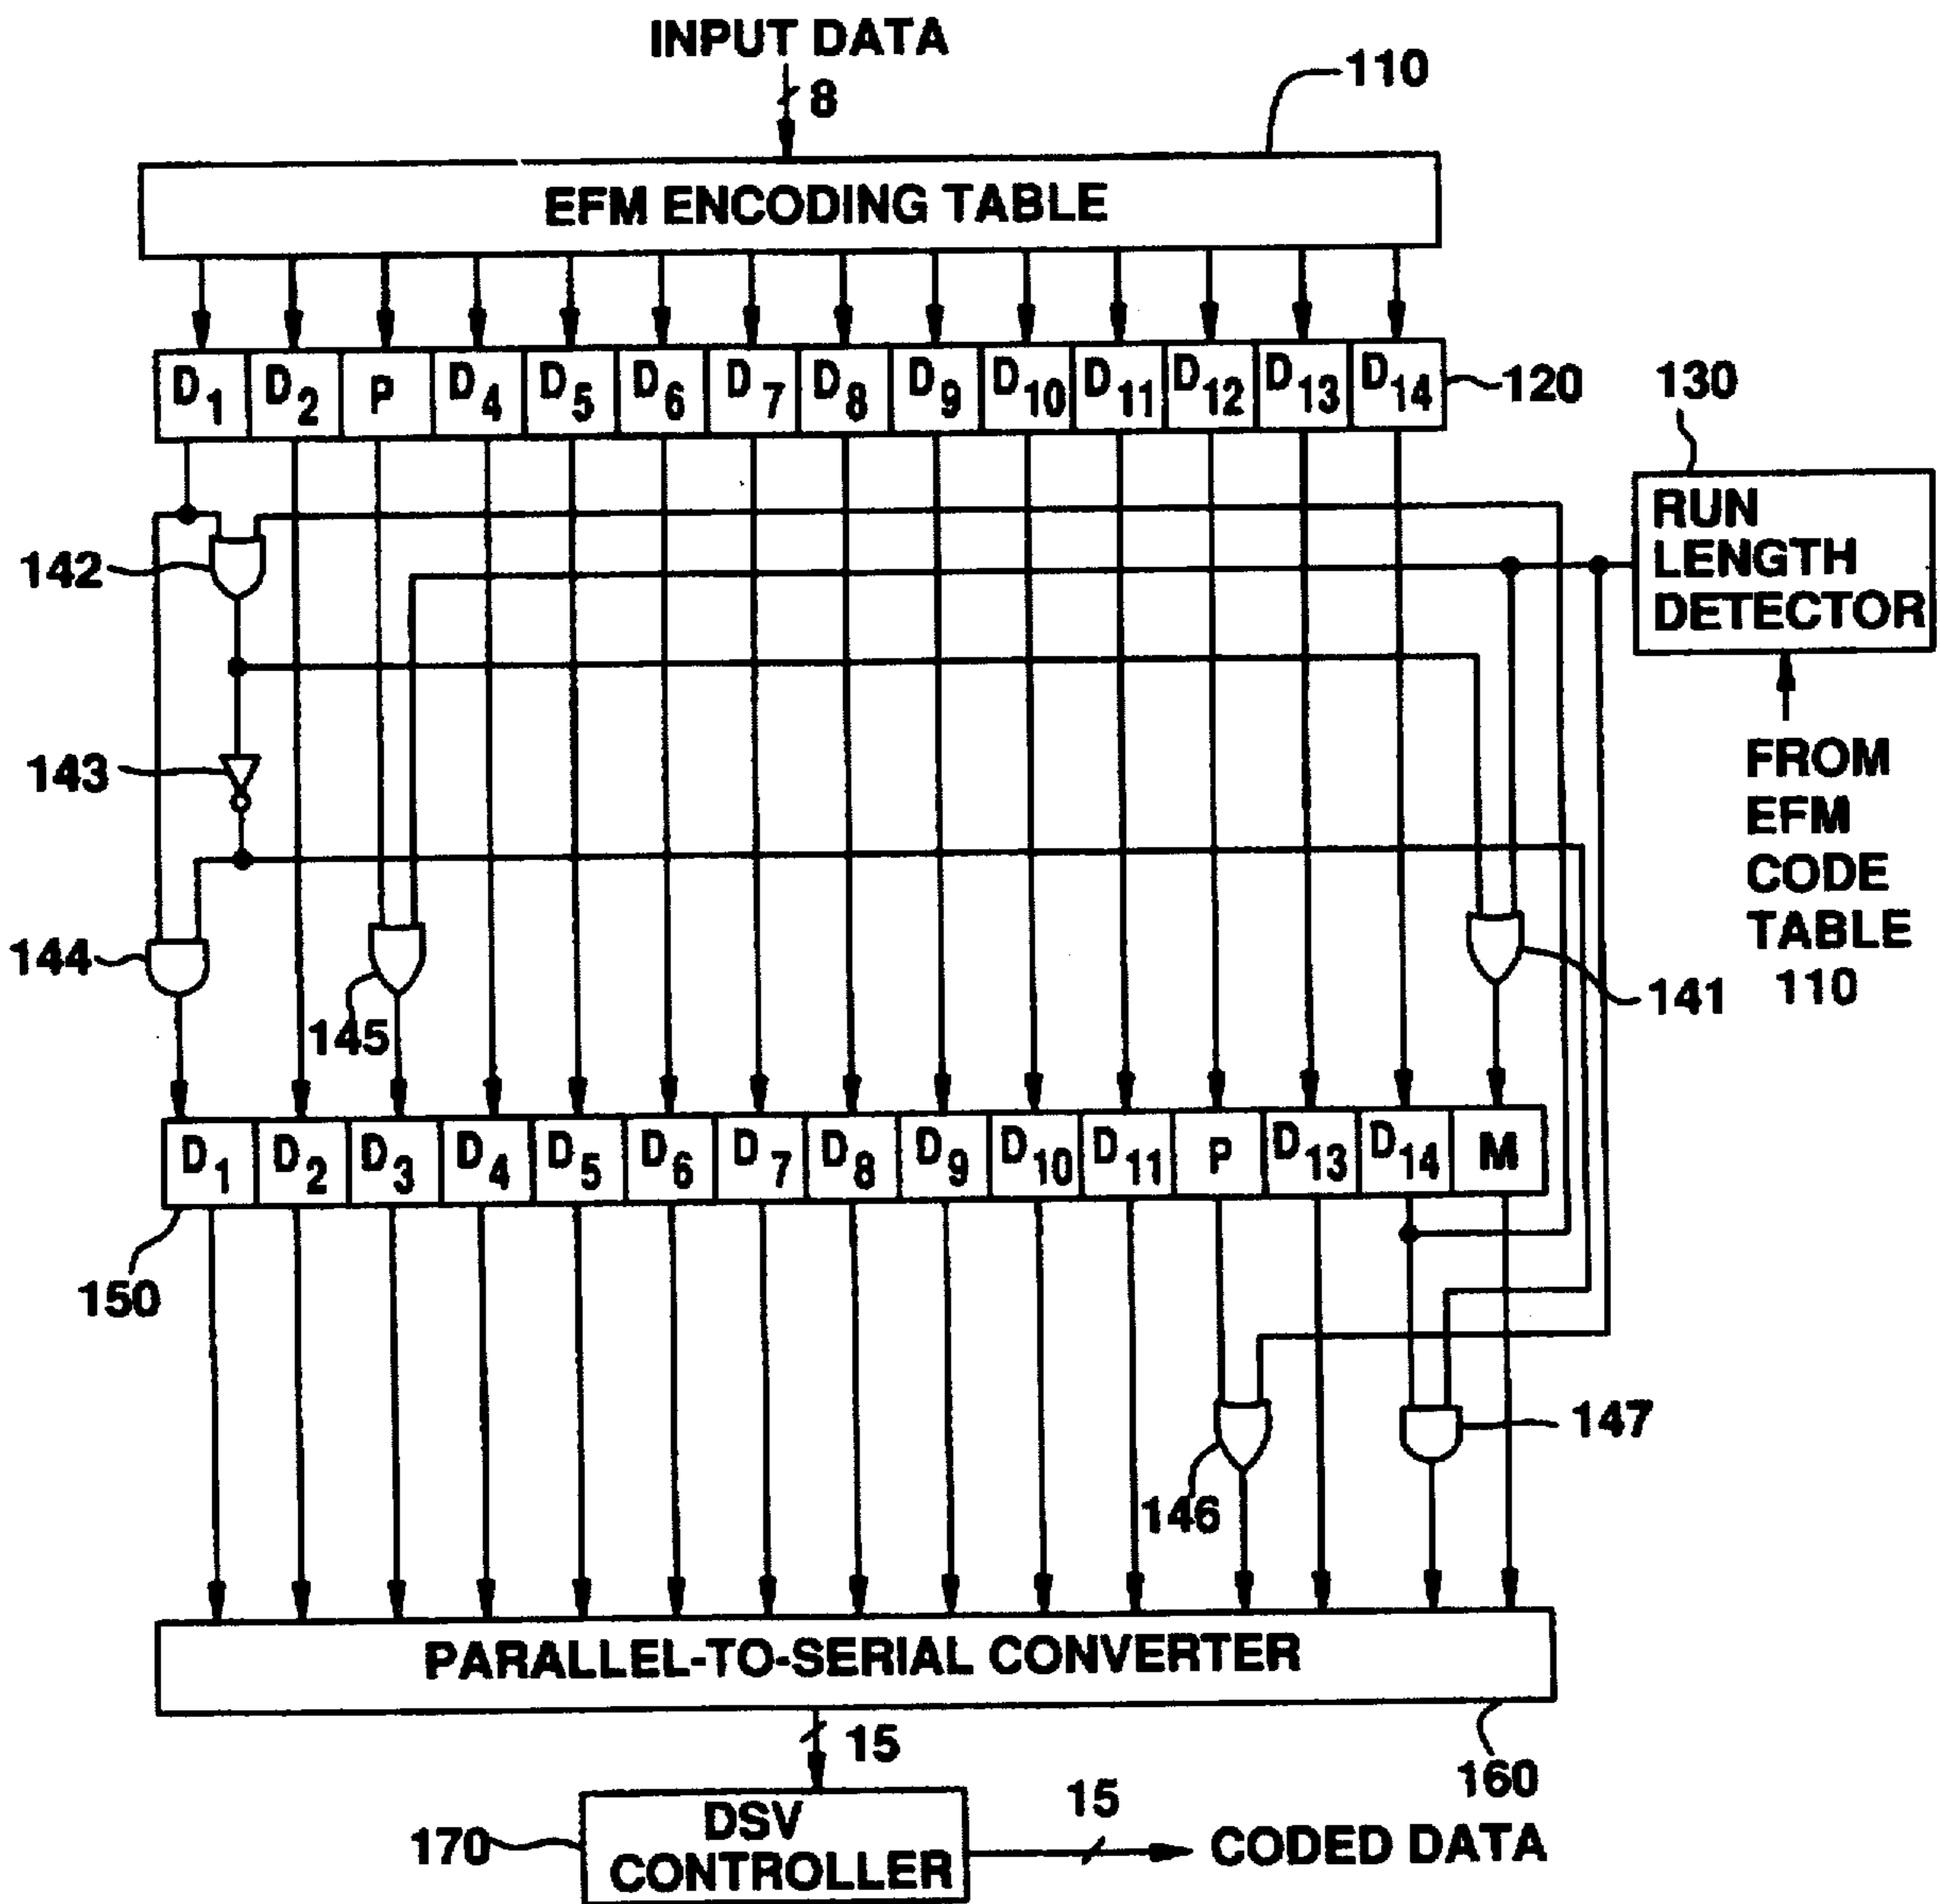 INPUT DATA
8
110
EFM ENCODING TABLE
D1 D2 P D4 D5 D6 D7 D8 D9 D10 D11 D12 D13 D14
120
130
RUN
LENGTH
DETECTOR
142
143
FROM
EFM
CODE
TABLE
110
144
145
141
D1 D2 D3 D4 D5 D6 D7 D8 D9 D10 D11 P D13 D14 M
150
147
146
PARALLEL-TO-SERIAL CONVERTER
15
160
170
DSV
CONTROLLER
15
CODED DATA